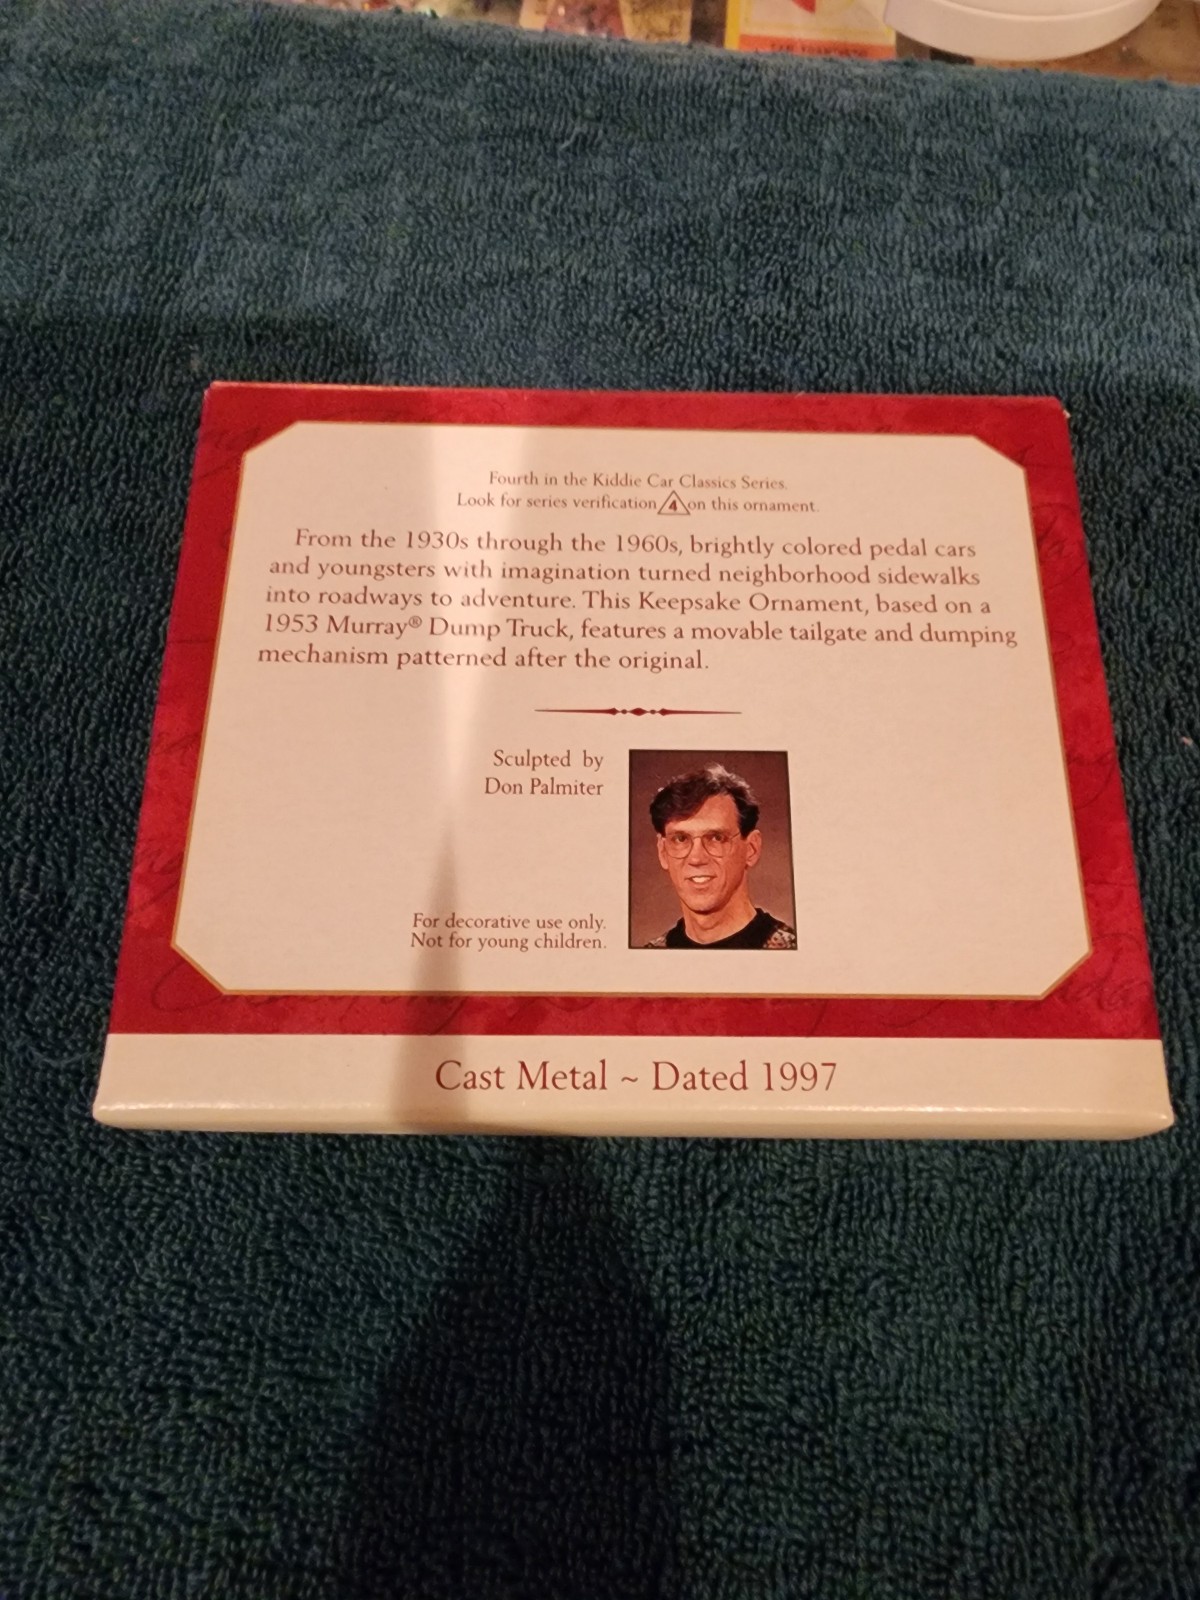 Fourth in the Kiddie Car Classics Series.
Look for series verification 4 on this ornament.
From the 1930s through the 1960s, brightly colored pedal cars
and youngsters with imagination turned neighborhood sidewalks
into roadways to adventure. This Keepsake Ornament, based on a
1953 Murray® Dump Truck, features a movable tailgate and dumping
mechanism patterned after the original.
Sculpted by
Don Palmiter
For decorative use only.
Not for young children.
Cast Metal ~ Dated 1997